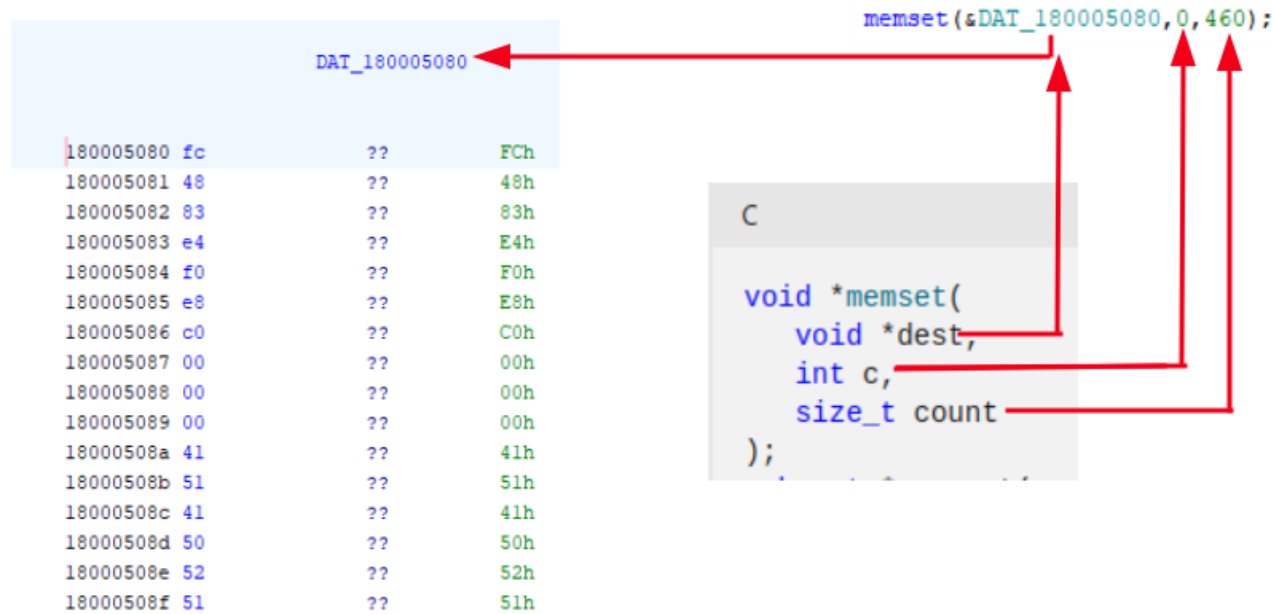 memset(&DAT_180005080,0,460);
DAT_180005080
180005080 fc ?? FCh
180005081 48 ?? 48h
180005082 83 ?? 83h
180005083 e4 ?? E4h
180005084 f0 ?? F0h
180005085 e8 ?? E8h
180005086 c0 ?? C0h
180005087 00 ?? 00h
180005088 00 ?? 00h
180005089 00 ?? 00h
18000508a 41 ?? 41h
18000508b 51 ?? 51h
18000508c 41 ?? 41h
18000508d 50 ?? 50h
18000508e 52 ?? 52h
18000508f 51 ?? 51h
C
void *memset(
void *dest,
int c,
size_t count
);